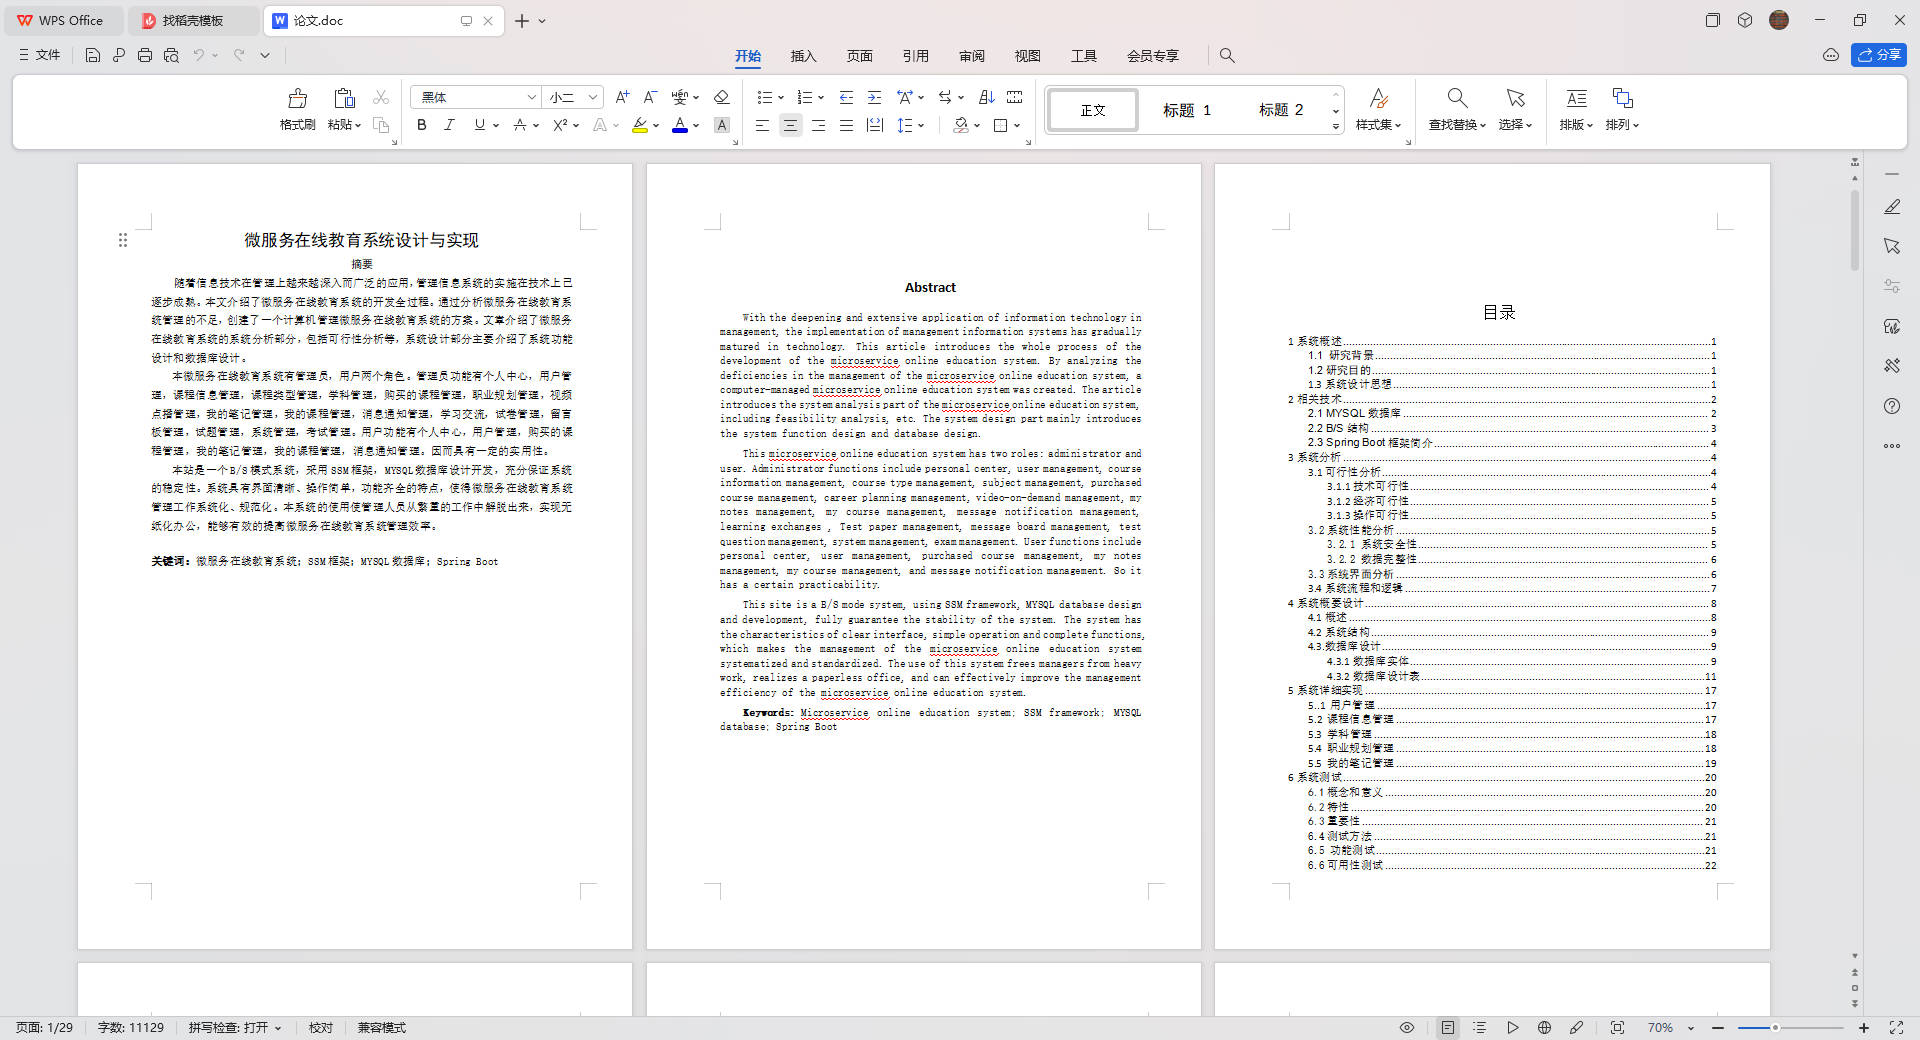 WPS Office
找稻壳模板
论文.doc
文件
开始
插入
页面
引用
审阅
视图
工具
会员专享
分享
格式刷
粘贴
黑体
小二
正文
标题 1
标题 2
样式集
查找替换
选择
排版
排列
微服务在线教育系统设计与实现
摘要
随着信息技术在管理上越来越深入而广泛的应用，管理信息系统的实施在技术上已
逐步成熟。本文介绍了微服务在线教育系统的开发全过程。通过分析微服务在线教育系
统管理的不足，创建了一个计算机管理微服务在线教育系统的方案。文章介绍了微服务
在线教育系统的系统分析部分，包括可行性分析等，系统设计部分主要介绍了系统功能
设计和数据库设计。
本微服务在线教育系统有管理员，用户两个角色。管理员功能有个人中心，用户管
理，课程信息管理，课程类型管理，学科管理，购买的课程管理，职业规划管理，视频
点播管理，我的笔记管理，我的课程管理，消息通知管理，学习交流，试卷管理，留言
板管理，试题管理，系统管理，考试管理。用户功能有个人中心，用户管理，购买的课
程管理，我的笔记管理，我的课程管理，消息通知管理。因而具有一定的实用性。
本站是一个B/S模式系统，采用SSM框架，MYSQL数据库设计开发，充分保证系统
的稳定性。系统具有界面清晰、操作简单，功能齐全的特点，使得微服务在线教育系统
管理工作系统化、规范化。本系统的使用使管理人员从繁重的工作中解脱出来，实现无
纸化办公，能够有效的提高微服务在线教育系统管理效率。
关键词：微服务在线教育系统；SSM框架；MYSQL数据库；Spring Boot
Abstract
With the deepening and extensive application of information technology in
management, the implementation of management information systems has gradually
matured in technology. This article introduces the whole process of the
development of the microservice online education system. By analyzing the
deficiencies in the management of the microservice online education system, a
computer-managed microservice online education system was created. The article
introduces the system analysis part of the microservice online education system,
including feasibility analysis, etc. The system design part mainly introduces
the system function design and database design.
This microservice online education system has two roles: administrator and
user. Administrator functions include personal center, user management, course
information management, course type management, subject management, purchased
course management, career planning management, video-on-demand management, my
notes management, my course management, message notification management,
learning exchanges , Test paper management, message board management, test
question management, system management, exam management. User functions include
personal center, user management, purchased course management, my notes
management, my course management, and message notification management. So it
has a certain practicability.
This site is a B/S mode system, using SSM framework, MYSQL database design
and development, fully guarantee the stability of the system. The system has
the characteristics of clear interface, simple operation and complete functions,
which makes the management of the microservice online education system
systematized and standardized. The use of this system frees managers from heavy
work, realizes a paperless office, and can effectively improve the management
efficiency of the microservice online education system.
Keywords: Microservice online education system; SSM framework; MYSQL
database; Spring Boot
目录
1 系统概述 1
1.1 研究背景 1
1.2 研究目的 1
1.3 系统设计思想 1
2 相关技术 2
2.1 MYSQL 数据库 2
2.2 B/S 结构 3
2.3 Spring Boot 框架简介 4
3 系统分析 4
3.1 可行性分析 4
3.1.1 技术可行性 4
3.1.2 经济可行性 5
3.1.3 操作可行性 5
3.2 系统性能分析 5
3.2.1 系统安全性 5
3.2.2 数据完整性 6
3.3 系统界面分析 6
3.4 系统流程和逻辑 7
4 系统概要设计 8
4.1 概述 8
4.2 系统结构 9
4.3.数据库设计 9
4.3.1 数据库实体 9
4.3.2 数据库设计表 11
5 系统详细实现 17
5..1 用户管理 17
5.2 课程信息管理 17
5.3 学科管理 18
5.4 职业规划管理 18
5.5 我的笔记管理 19
6 系统测试 20
6.1 概念和意义 20
6.2 特性 20
6.3 重要性 21
6.4 测试方法 21
6.5 功能测试 21
6.6 可用性测试 22
页面: 1/29
字数: 11129
拼写检查: 打开
校对
兼容模式
70%